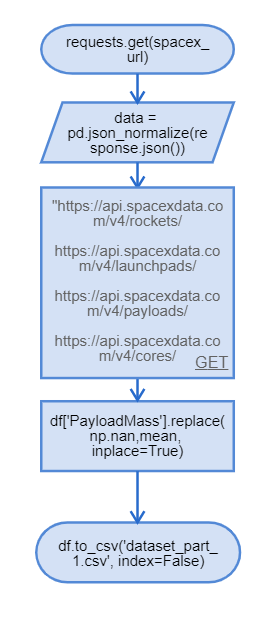 requests.get(spacex_
url)
data =
pd.json_normalize(re
sponse.json())
"https://api.spacexdata.co
m/v4/rockets/
https://api.spacexdata.co
m/v4/launchpads/
https://api.spacexdata.co
m/v4/payloads/
https://api.spacexdata.co
m/v4/cores/
GET
df['PayloadMass'].replace(
np.nan,mean,
inplace=True)
df.to_csv('dataset_part_
1.csv', index=False)